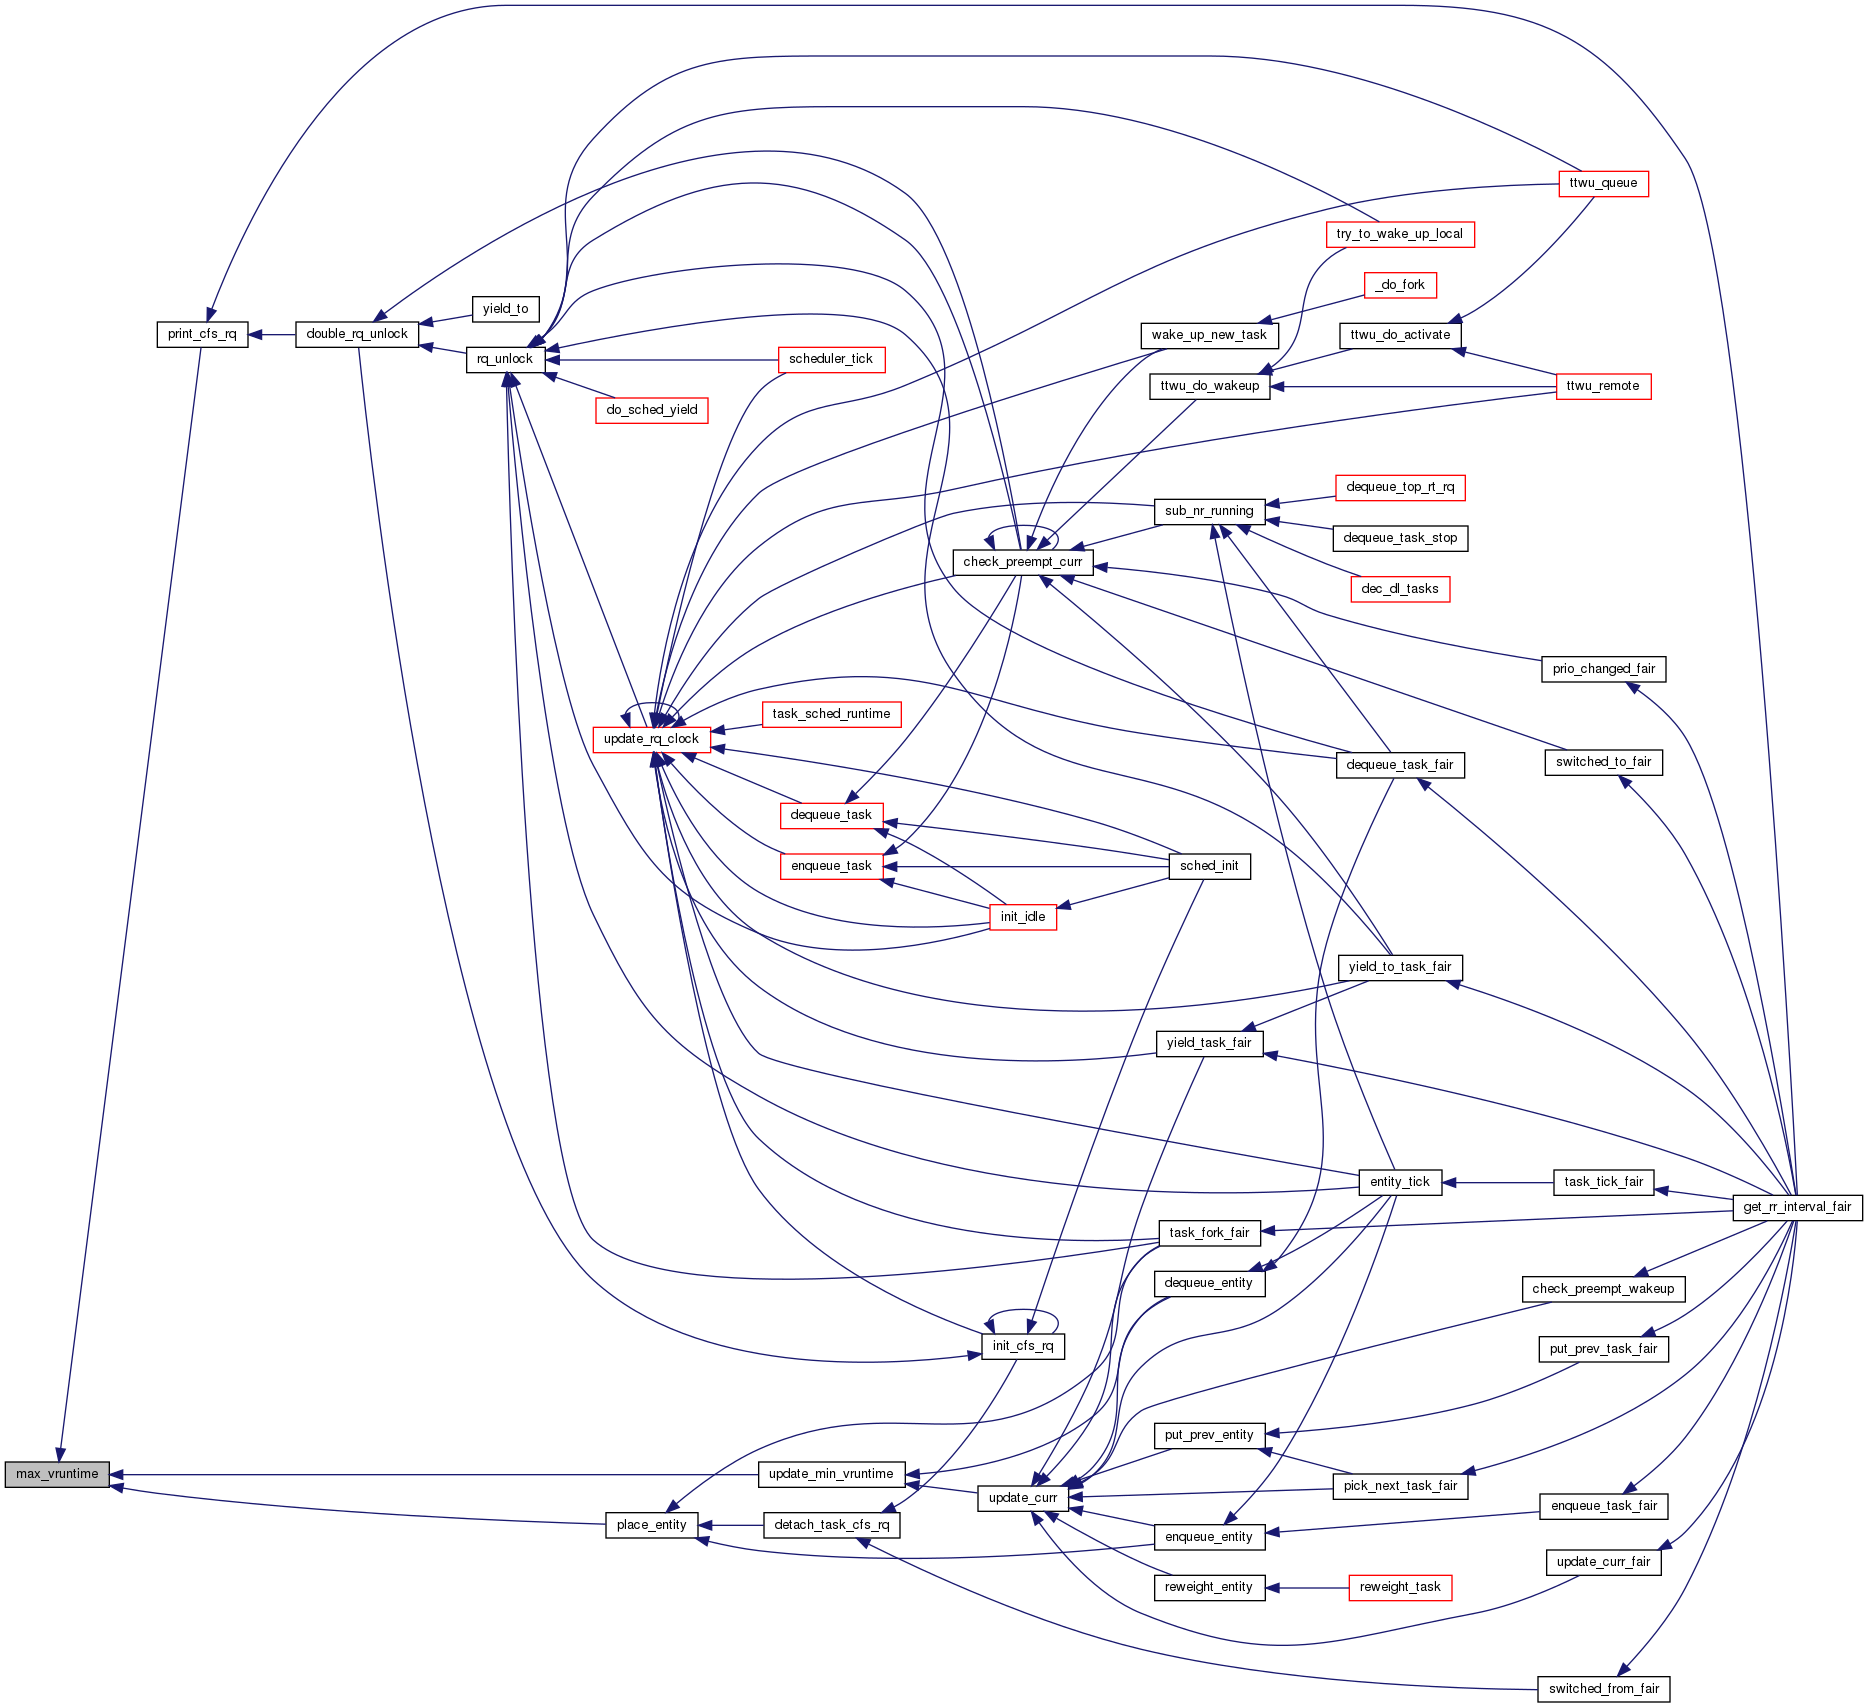 ttwu_queue
try_to_wake_up_local
_do_fork
yield_to
print_cfs_rq
double_rq_unlock
wake_up_new_task
ttwu_do_activate
rq_unlock
scheduler_tick
ttwu_do_wakeup
ttwu_remote
do_sched_yield
dequeue_top_rt_rq
sub_nr_running
dequeue_task_stop
check_preempt_curr
dec_dl_tasks
prio_changed_fair
task_sched_runtime
update_rq_clock
dequeue_task_fair
switched_to_fair
dequeue_task
enqueue_task
sched_init
init_idle
yield_to_task_fair
yield_task_fair
entity_tick
task_tick_fair
get_rr_interval_fair
task_fork_fair
dequeue_entity
check_preempt_wakeup
init_cfs_rq
put_prev_task_fair
put_prev_entity
max_vruntime
update_min_vruntime
pick_next_task_fair
update_curr
enqueue_task_fair
place_entity
detach_task_cfs_rq
enqueue_entity
update_curr_fair
reweight_entity
reweight_task
switched_from_fair